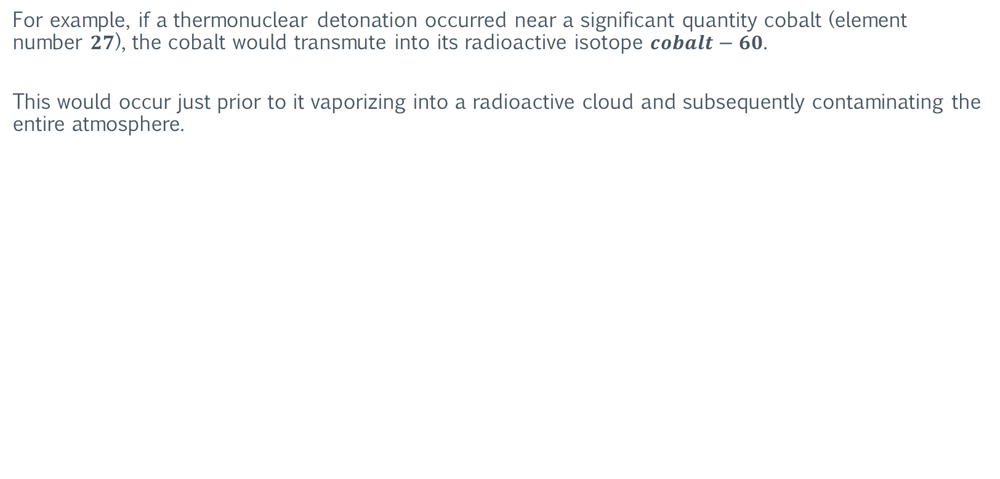 For example, if a thermonuclear detonation occurred near a significant quantity cobalt (element
number 27), the cobalt would transmute into its radioactive isotope cobalt – 60.
This would occur just prior to it vaporizing into a radioactive cloud and subsequently contaminating the
entire atmosphere.